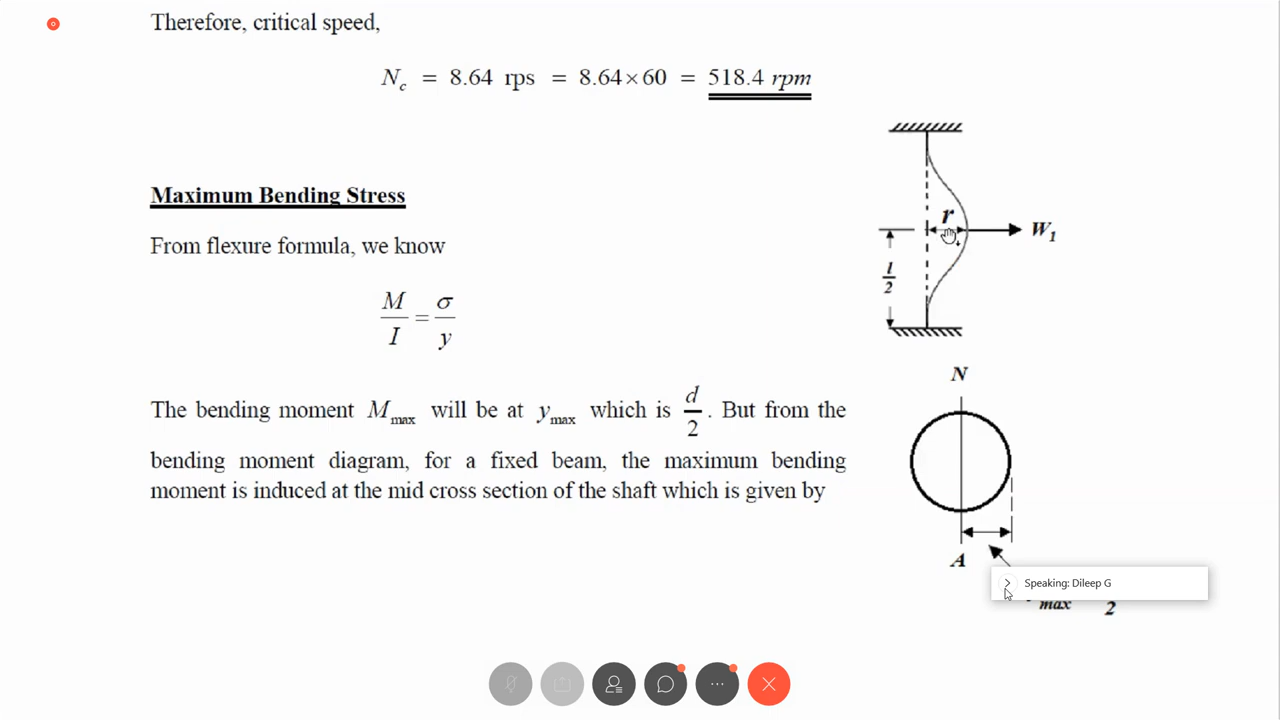 Therefore, critical speed,
N_c = 8.64 rps = 8.64×60 = 518.4 rpm
Maximum Bending Stress
From flexure formula, we know
M/I = σ/y
The bending moment M_max will be at y_max which is d/2. But from the
bending moment diagram, for a fixed beam, the maximum bending
moment is induced at the mid cross section of the shaft which is given by
r
W_1
l/2
N
A
Speaking: Dileep G
max 2